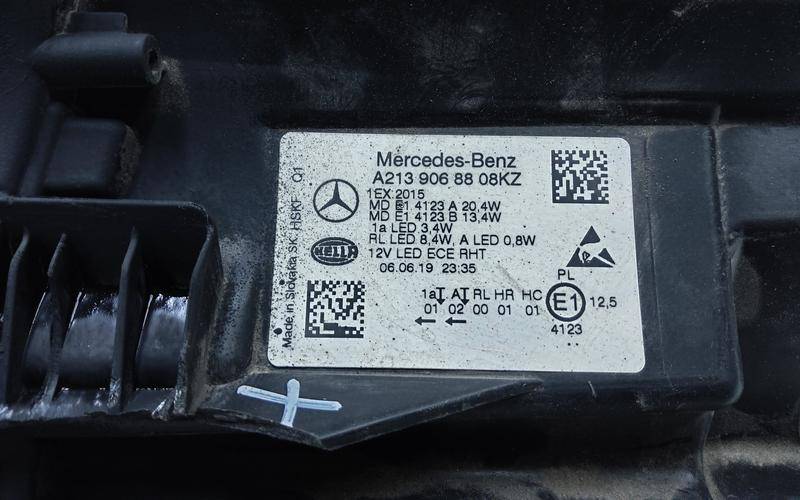 Mercedes-Benz
A213 906 88 08KZ
1EX 2015
MD E1 4123 A 20,4W
MD E1 4123 B 13,4W
1a LED 3,4W
RL LED 8,4W, A LED 0,8W
12V LED ECE RHT
06.06.19 23:35
HELLA
Made in Slovakia SK, HSKF Q1
PL
1a A RL HR HC
01 02 00 01 01
E1
12,5
4123